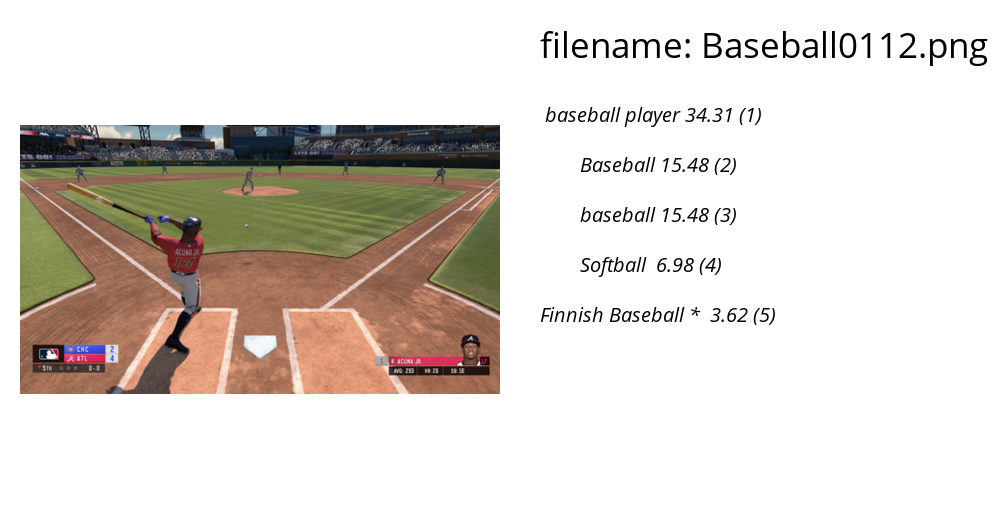 filename: Baseball0112.png
baseball player 34.31 (1)
Baseball 15.48 (2)
baseball 15.48 (3)
Softball 6.98 (4)
Finnish Baseball * 3.62 (5)
ACUNA JR.
13
CHC 2
ATL 4
5TH 0-0
R. ACUNA JR.
AVG: .293 HR: 26 SB: 16